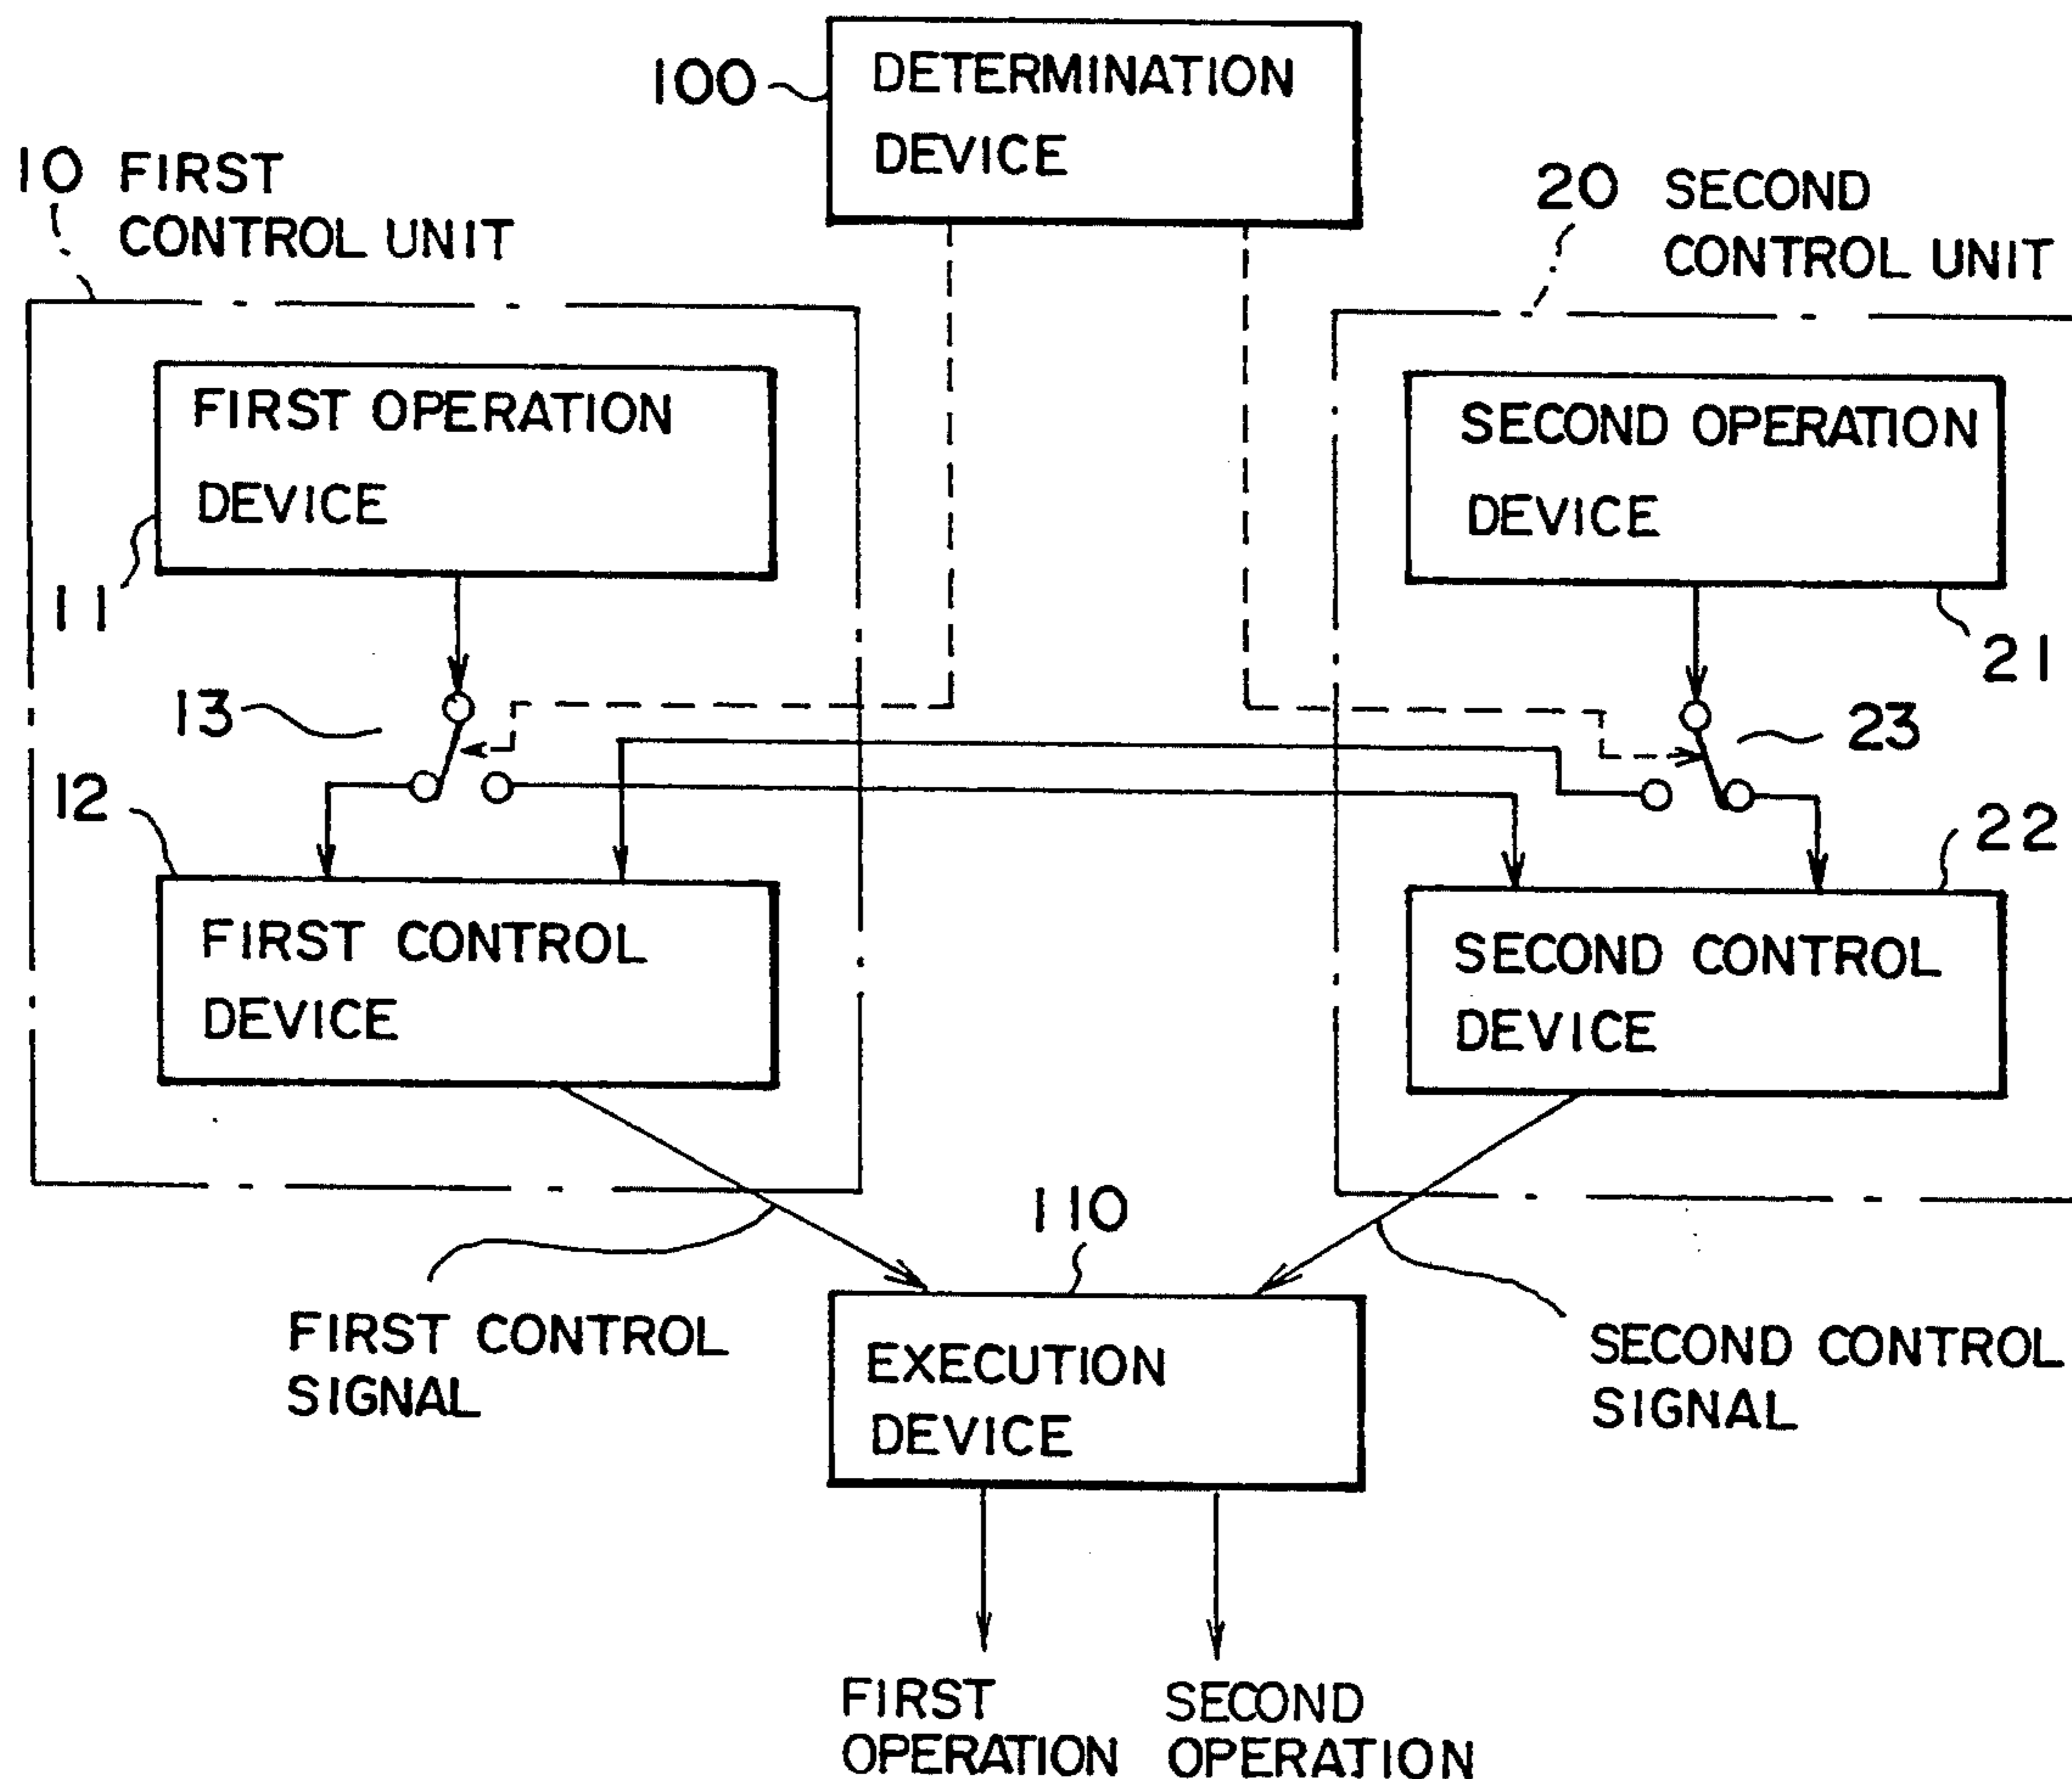 100
DETERMINATION
DEVICE
10 FIRST
CONTROL UNIT
20 SECOND
CONTROL UNIT
FIRST OPERATION
DEVICE
11
SECOND OPERATION
DEVICE
21
13
23
12
22
FIRST CONTROL
DEVICE
SECOND CONTROL
DEVICE
110
FIRST CONTROL
SIGNAL
EXECUTION
DEVICE
SECOND CONTROL
SIGNAL
FIRST
OPERATION
SECOND
OPERATION